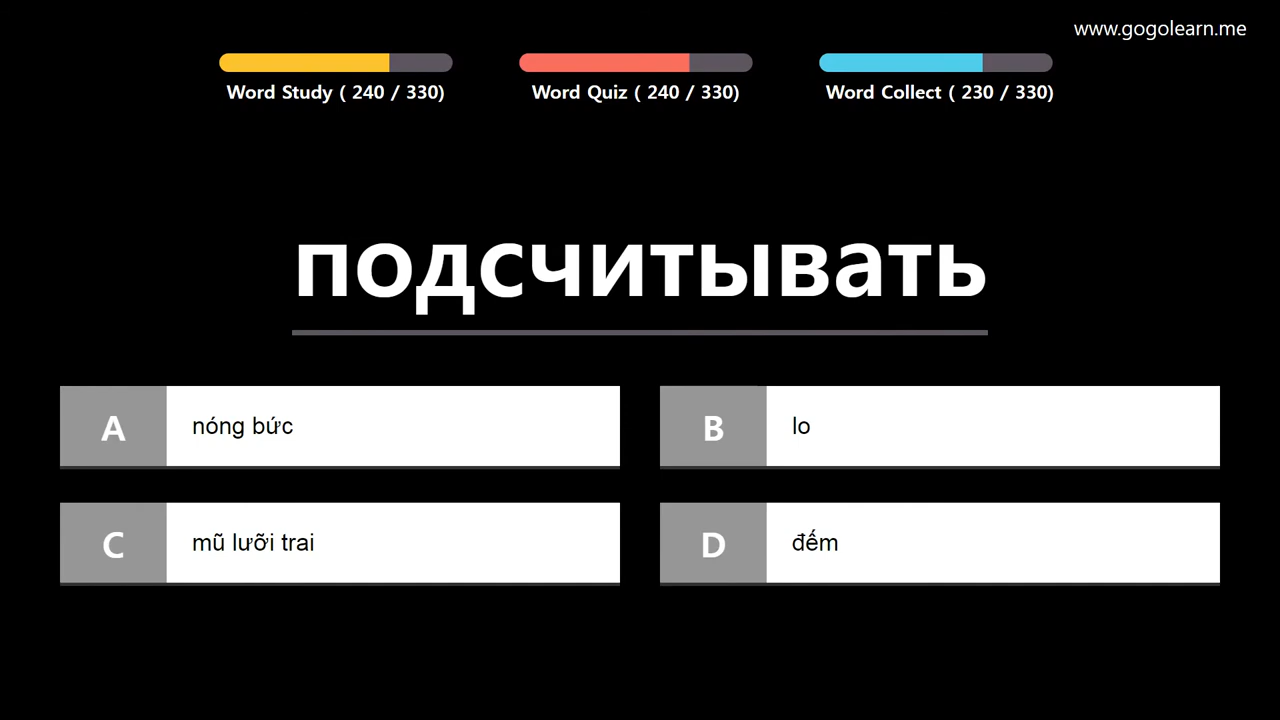 www.gogolearn.me
Word Study ( 240 / 330)
Word Quiz ( 240 / 330)
Word Collect ( 230 / 330)
подсчитывать
A nóng bức
B lo
C mũ lưỡi trai
D đếm